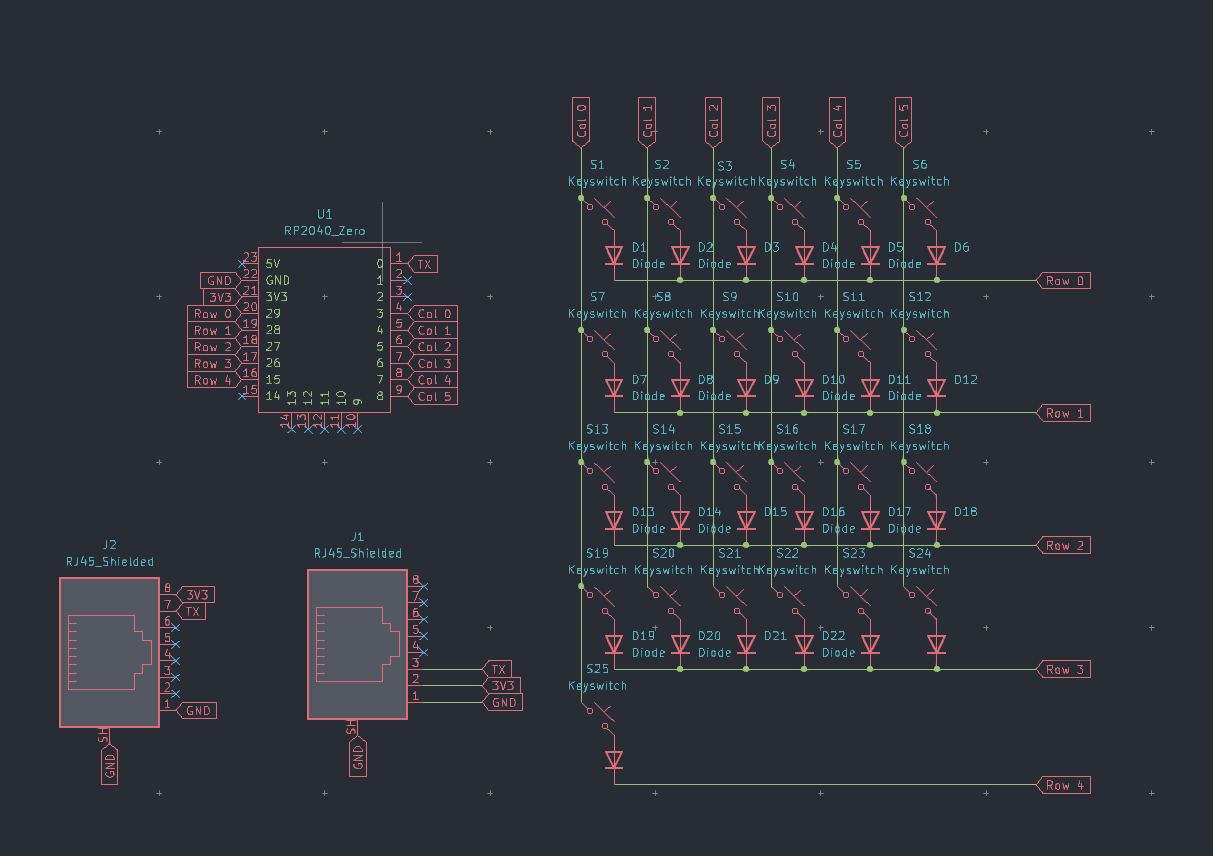 Col 0
Col 1
Col 2
Col 3
Col 4
Col 5
S1 S2 S3 S4 S5 S6
Keyswitch Keyswitch Keyswitch Keyswitch Keyswitch Keyswitch
D1 D2 D3 D4 D5 D6
Diode Diode Diode Diode
Row 0
S7 S8 S9 S10 S11 S12
Keyswitch Keyswitch Keyswitch Keyswitch Keyswitch Keyswitch
D7 D8 D9 D10 D11 D12
Diode Diode Diode Diode
Row 1
S13 S14 S15 S16 S17 S18
Keyswitch Keyswitch Keyswitch Keyswitch Keyswitch Keyswitch
D13 D14 D15 D16 D17 D18
Diode Diode Diode Diode
Row 2
S19 S20 S21 S22 S23 S24
Keyswitch Keyswitch Keyswitch Keyswitch Keyswitch Keyswitch
D19 D20 D21 D22
Diode Diode Diode
Row 3
S25
Keyswitch
Row 4
U1
RP2040_Zero
23 5V 0 1 TX
GND 22 GND 1 2
3V3 21 3V3 2 3
Row 0 20 29 3 4 Col 0
Row 1 19 28 4 5 Col 1
Row 2 18 27 5 6 Col 2
Row 3 17 26 6 7 Col 3
Row 4 16 15 7 8 Col 4
15 14 8 9 Col 5
13 12 11 10 9
14 13 12 11 10
J2
RJ45_Shielded
8 3V3
7 TX
6
5
4
3
2
1 GND
SH
GND
J1
RJ45_Shielded
8
7
6
5
4
3 TX
2 3V3
1 GND
SH
GND